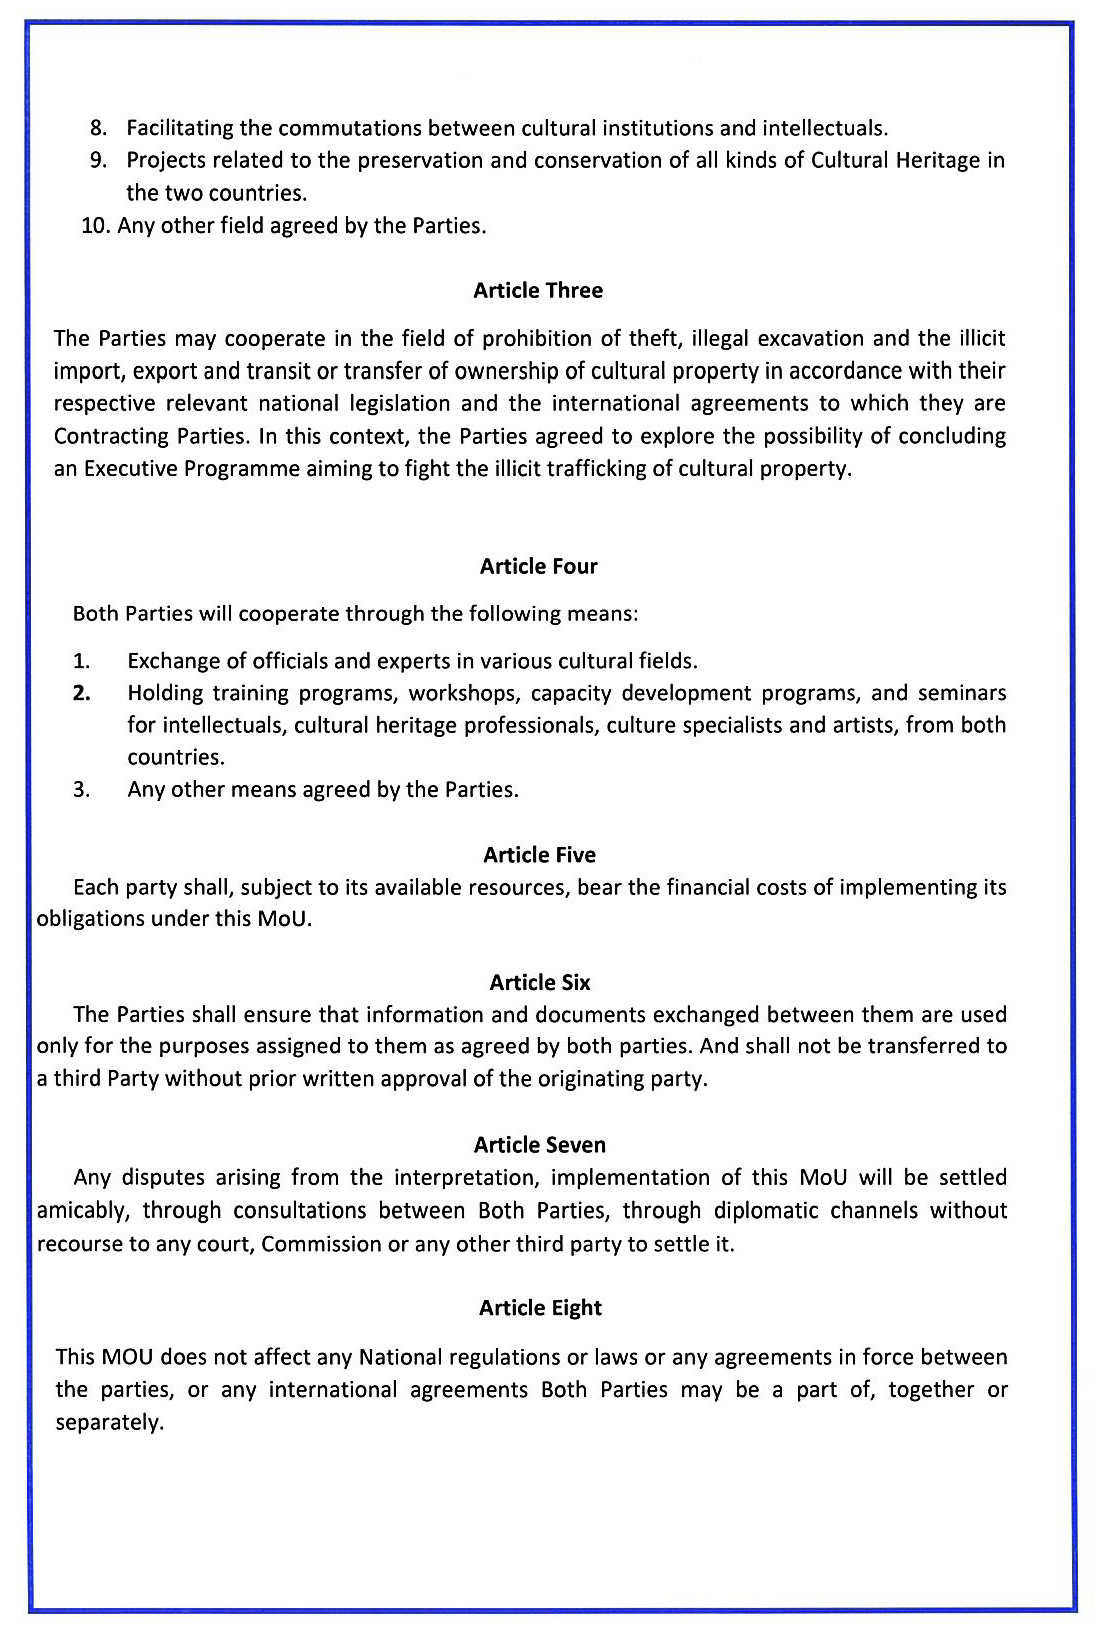 8. Facilitating the commutations between cultural institutions and intellectuals.
9. Projects related to the preservation and conservation of all kinds of Cultural Heritage in
the two countries.
10. Any other field agreed by the Parties.
Article Three
The Parties may cooperate in the field of prohibition of theft, illegal excavation and the illicit
import, export and transit or transfer of ownership of cultural property in accordance with their
respective relevant national legislation and the international agreements to which they are
Contracting Parties. In this context, the Parties agreed to explore the possibility of concluding
an Executive Programme aiming to fight the illicit trafficking of cultural property.
Article Four
Both Parties will cooperate through the following means:
1. Exchange of officials and experts in various cultural fields.
2. Holding training programs, workshops, capacity development programs, and seminars
for intellectuals, cultural heritage professionals, culture specialists and artists, from both
countries.
3. Any other means agreed by the Parties.
Article Five
Each party shall, subject to its available resources, bear the financial costs of implementing its
obligations under this MoU.
Article Six
The Parties shall ensure that information and documents exchanged between them are used
only for the purposes assigned to them as agreed by both parties. And shall not be transferred to
a third Party without prior written approval of the originating party.
Article Seven
Any disputes arising from the interpretation, implementation of this MoU will be settled
amicably, through consultations between Both Parties, through diplomatic channels without
recourse to any court, Commission or any other third party to settle it.
Article Eight
This MOU does not affect any National regulations or laws or any agreements in force between
the parties, or any international agreements Both Parties may be a part of, together or
separately.